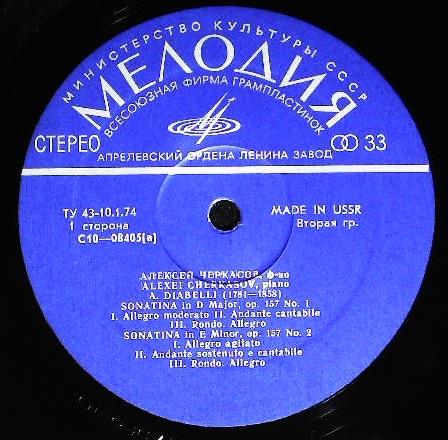 МИНИСТЕРСТВО КУЛЬТУРЫ СССР
МЕЛОДИЯ
ВСЕСОЮЗНАЯ ФИРМА ГРАМПЛАСТИНОК
СТЕРЕО
33
АПРЕЛЕВСКИЙ ОРДЕНА ЛЕНИНА ЗАВОД
ТУ 43-10.1.74
MADE IN USSR
1 сторона
Вторая гр.
С10—08405(а)
АЛЕКСЕЙ ЧЕРКАСОВ, ф-но
ALEXEI CHERKASOV, piano
A. DIABELLI (1781—1858)
SONATINA in D Major, op. 157 No. 1
I. Allegro moderato II. Andante cantabile
III. Rondo. Allegro
SONATINA in E Minor, op. 157 No. 2
I. Allegro agitato
II. Andante sostenuto e cantabile
III. Rondo. Allegro